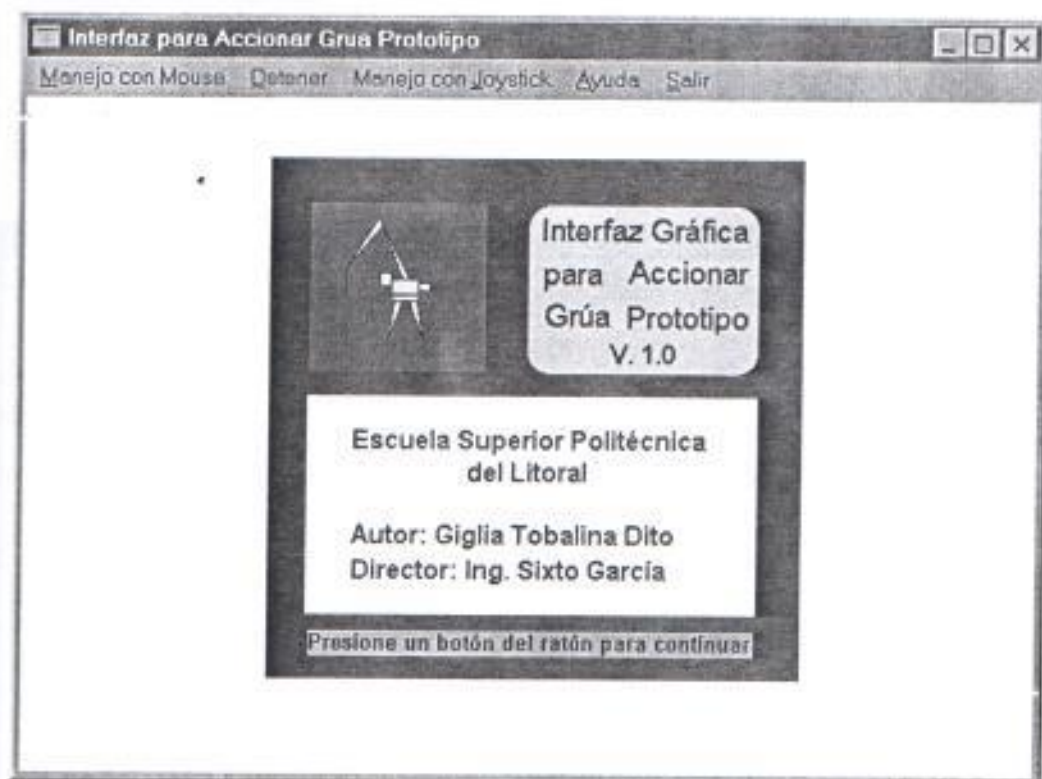 Interfaz para Accionar Grua Prototipo
Manejo con Mouse Detener Manejo con Joystick Ayuda Salir
Interfaz Gráfica
para Accionar
Grúa Prototipo
V. 1.0
Escuela Superior Politécnica
del Litoral
Autor: Giglia Tobalina Dito
Director: Ing. Sixto García
Presione un botón del ratón para continuar